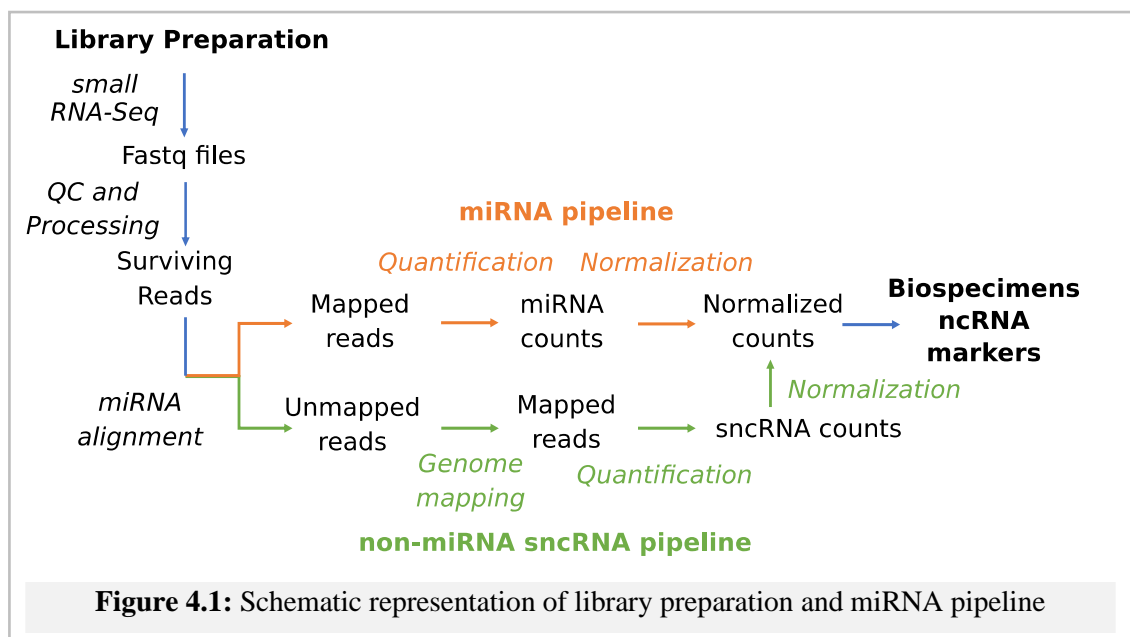 Library Preparation
small
RNA-Seq
Fastq files
QC and
Processing
Surviving
Reads
miRNA
alignment
miRNA pipeline
Quantification
Normalization
Mapped
reads
miRNA
counts
Normalized
counts
Biospecimens
ncRNA
markers
Unmapped
reads
Mapped
reads
sncRNA counts
Normalization
Genome
mapping
Quantification
non-miRNA sncRNA pipeline
Figure 4.1: Schematic representation of library preparation and miRNA pipeline